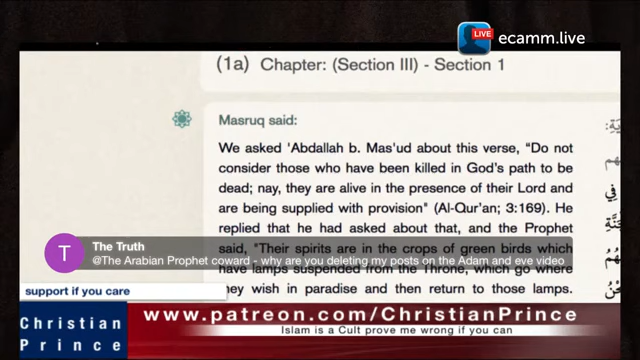 LIVE
ecamm.live
(1a) Chapter: (Section III) - Section 1
Masruq said:
We asked 'Abdallah b. Mas'ud about this verse, "Do not
consider those who have been killed in God's path to be
dead; nay, they are alive in the presence of their Lord and
are being supplied with provision" (Al-Qur'an; 3:169). He
replied that he had asked about that, and the Prophet
said, "Their spirits are in the crops of green birds which
have lamps suspended from the Throne, which go where
they wish in paradise and then return to those lamps.
T
The Truth
@The Arabian Prophet coward - why are you deleting my posts on the Adam and eve video
support if you care
Christian
Prince
www.patreon.com/ChristianPrince
Islam is a Cult prove me wrong if you can